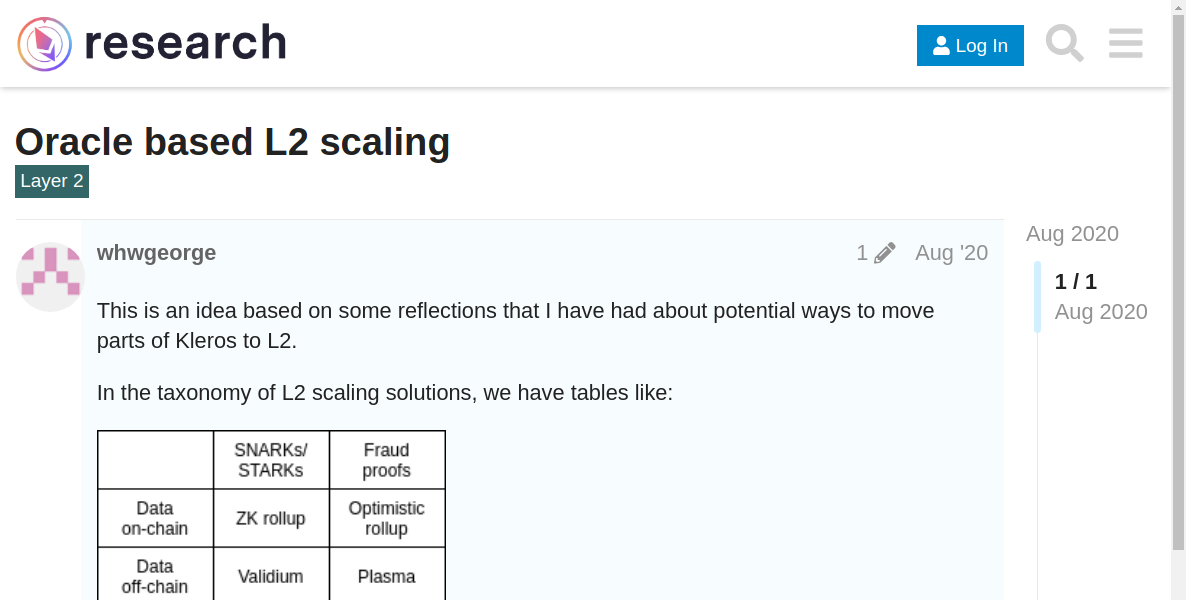 research
Log In
Oracle based L2 scaling
Layer 2
whwgeorge
1
Aug '20
Aug 2020
1 / 1
Aug 2020
This is an idea based on some reflections that I have had about potential ways to move
parts of Kleros to L2.
In the taxonomy of L2 scaling solutions, we have tables like:
SNARKs/
STARKs
Fraud
proofs
Data
on-chain
ZK rollup
Optimistic
rollup
Data
off-chain
Validium
Plasma